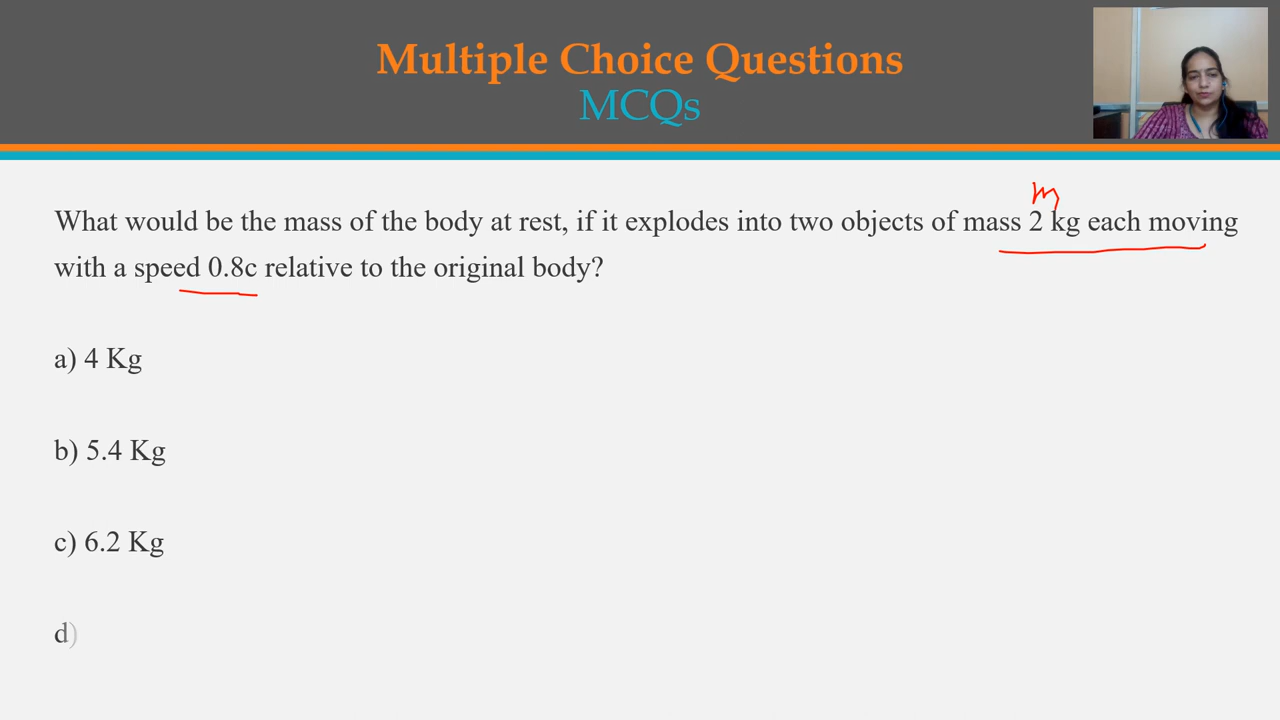 Multiple Choice Questions
MCQs
m
What would be the mass of the body at rest, if it explodes into two objects of mass 2 kg each moving
with a speed 0.8c relative to the original body?
a) 4 Kg
b) 5.4 Kg
c) 6.2 Kg
d)